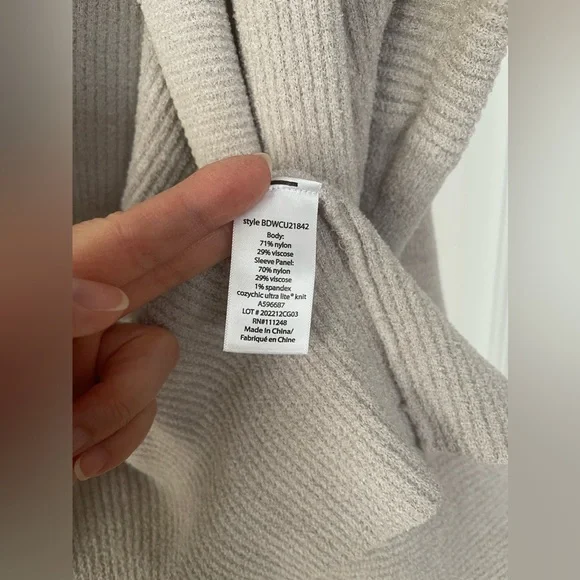 style BDWCU21842
Body:
71% nylon
29% viscose
Sleeve Panel:
70% nylon
29% viscose
1% spandex
cozychic ultra lite® knit
A596687
LOT # 202212CG03
RN#111248
Made in China/
Fabriqué en Chine